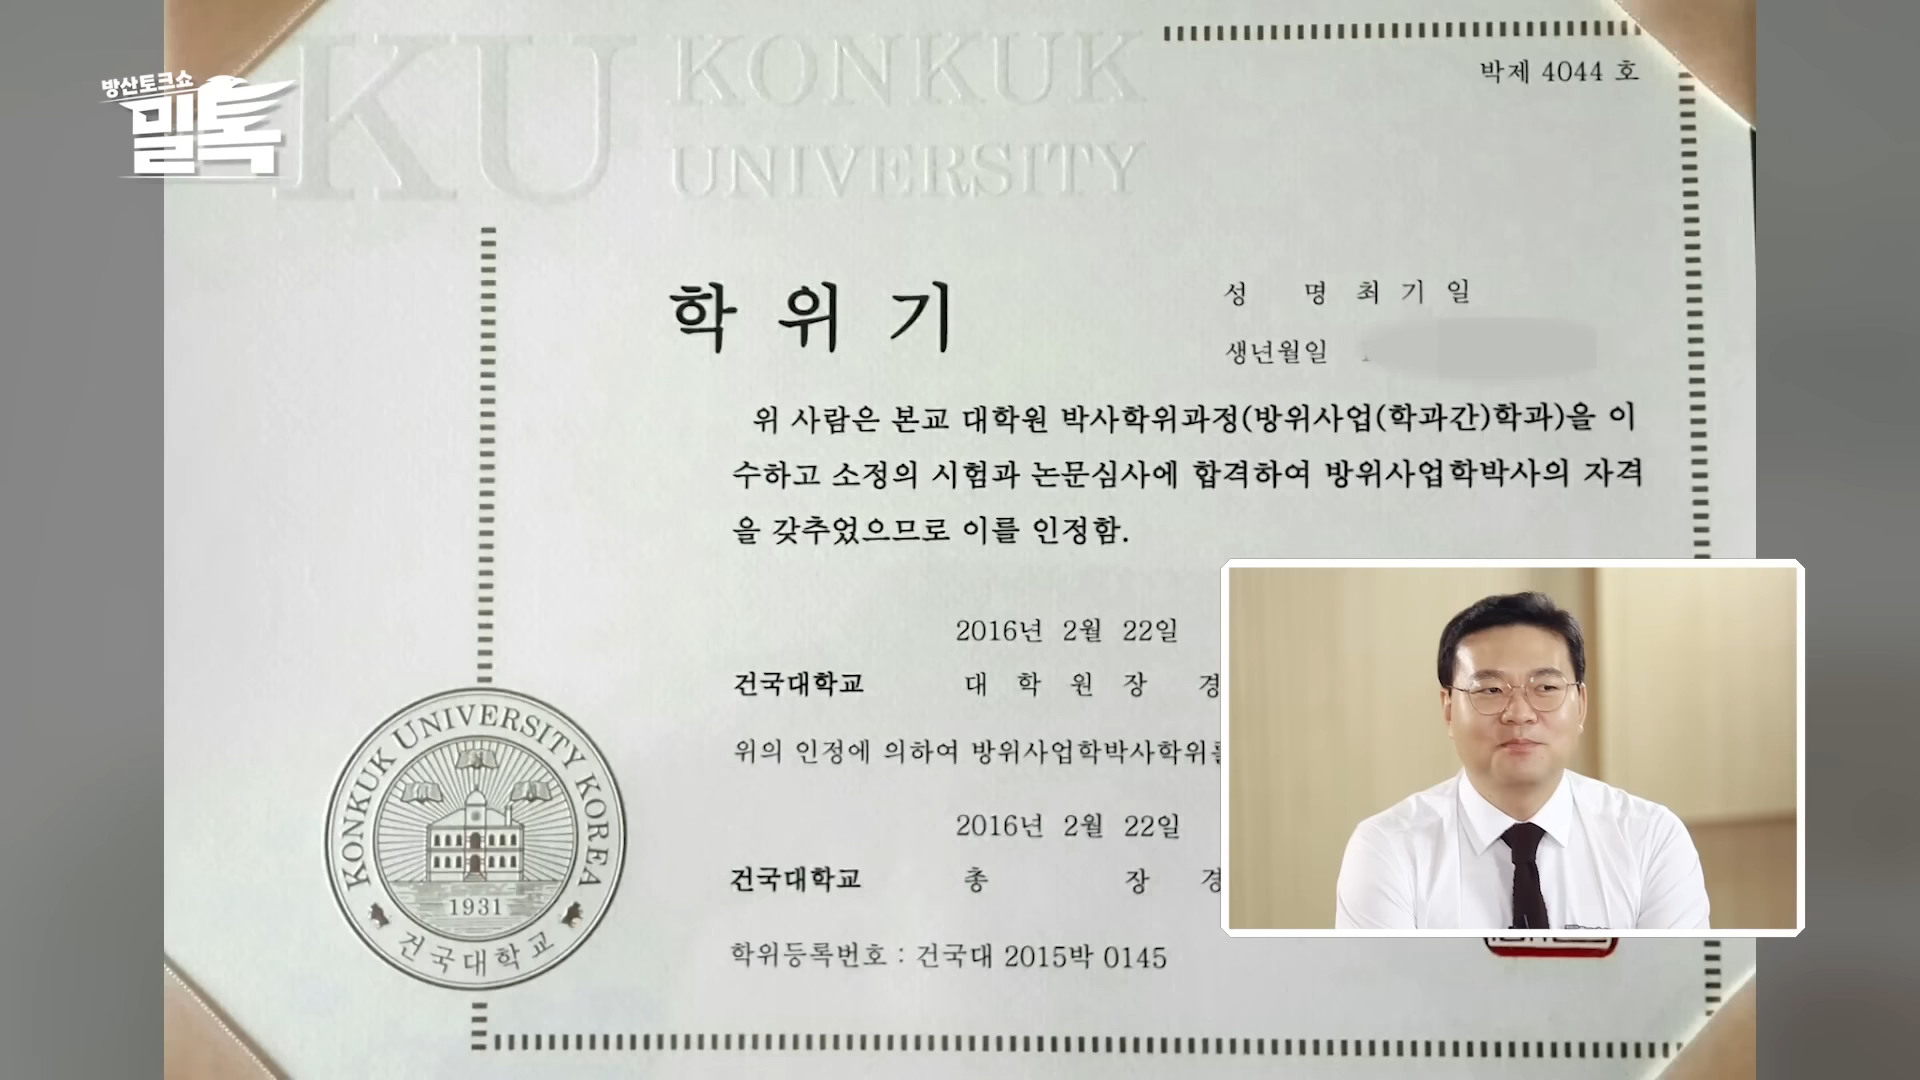 방산토크쇼
밀톡
KU KONKUK
UNIVERSITY
박제 4044 호
학 위 기
성 명 최 기 일
생년월일
위 사람은 본교 대학원 박사학위과정(방위사업(학과간)학과)을 이
수하고 소정의 시험과 논문심사에 합격하여 방위사업학박사의 자격
을 갖추었으므로 이를 인정함.
2016년 2월 22일
건국대학교 대 학 원 장 경
위의 인정에 의하여 방위사업학박사학위를
2016년 2월 22일
건국대학교 총 장 경
학위등록번호 : 건국대 2015박 0145
KONKUK UNIVERSITY KOREA
1931
건국대학교